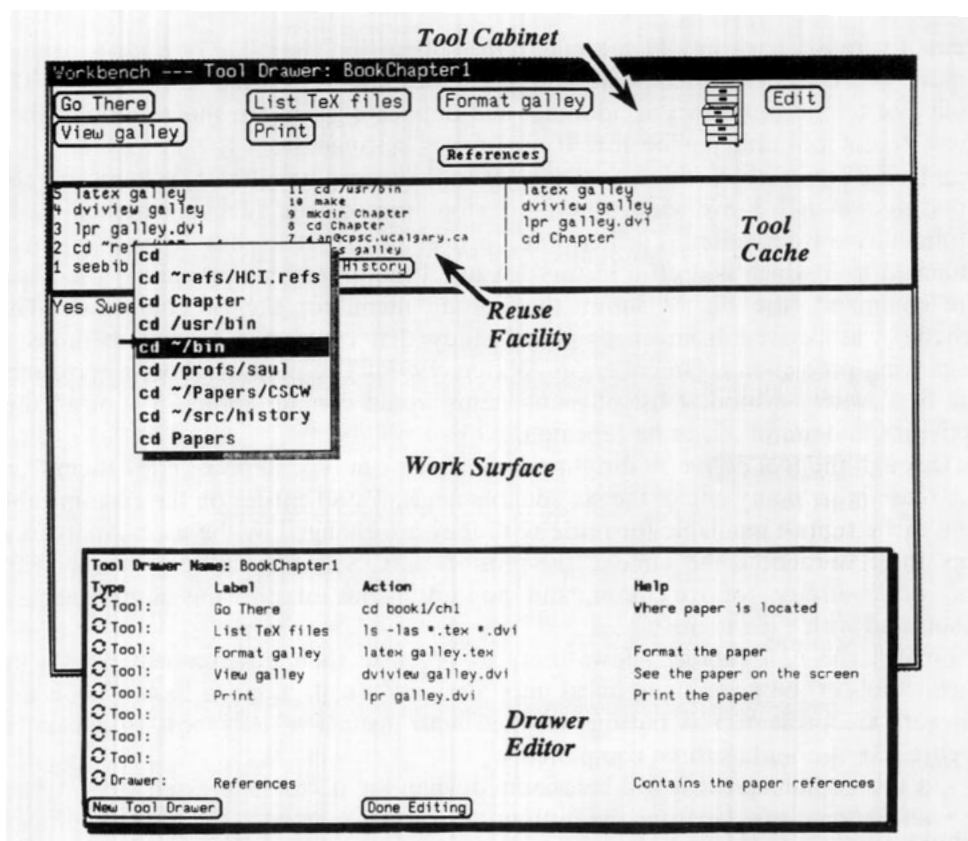 Tool Cabinet
Workbench --- Tool Drawer: BookChapter1
Go There List TeX files Format galley Edit
View galley Print
References
5 latex galley
4 dviview galley
3 lpr galley.dvi
2 cd
1 seebib
11 cd /usr/bin
10 make
9 mkdir Chapter
8 cd Chapter
galley
History
latex galley
dviview galley
lpr galley.dvi
cd Chapter
Tool
Cache
Reuse
Facility
Yes
cd
cd ~refs/HCI.refs
cd Chapter
cd /usr/bin
cd ~/bin
cd /profs/saul
cd ~/Papers/CSCW
cd ~/src/history
cd Papers
Work Surface
Tool Drawer Name: BookChapter1
Type Label Action Help
Tool: Go There cd book1/ch1 Where paper is located
Tool: List TeX files ls -las *.tex *.dvi
Tool: Format galley latex galley.tex Format the paper
Tool: View galley dviview galley.dvi See the paper on the screen
Tool: Print lpr galley.dvi Print the paper
Tool:
Tool:
Tool:
Drawer: References Contains the paper references
Drawer
Editor
New Tool Drawer Done Editing